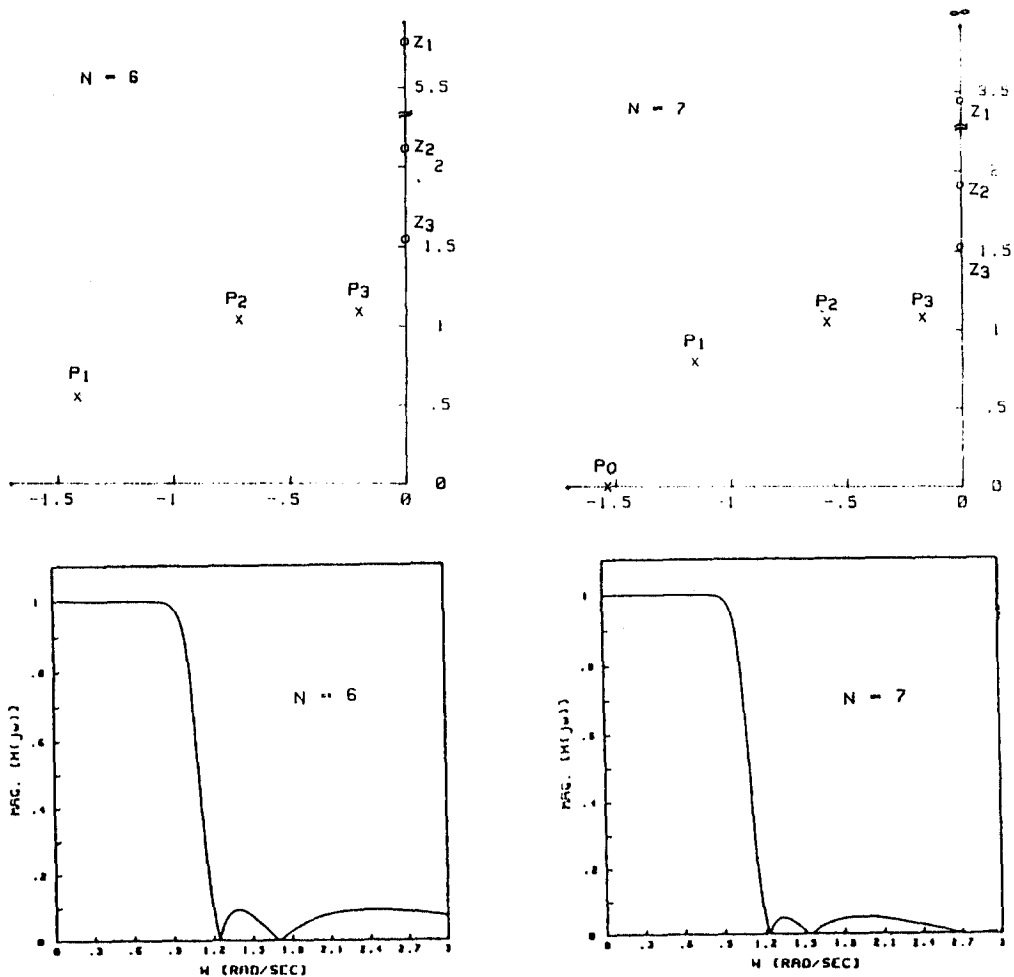 N = 6
Z1
5.5
Z2
2
Z3
1.5
P2
P3
1
P1
.5
0
-1.5
-1
-.5
0
∞
N = 7
3.5
Z1
Z2
1.5
Z3
P2
P3
1
P1
.5
P0
0
-1.5
-1
-.5
0
MAG. [H(jw)]
1
.8
.6
.4
.2
0
N = 6
0 .3 .6 .9 1.2 1.5 1.8 2.1 2.4 2.7 3
W [RAD/SEC]
MAG. [H(jw)]
1
.8
.6
.4
.2
0
N = 7
0 .3 .6 .9 1.2 1.5 1.8 2.1 2.4 2.7 3
W [RAD/SEC]